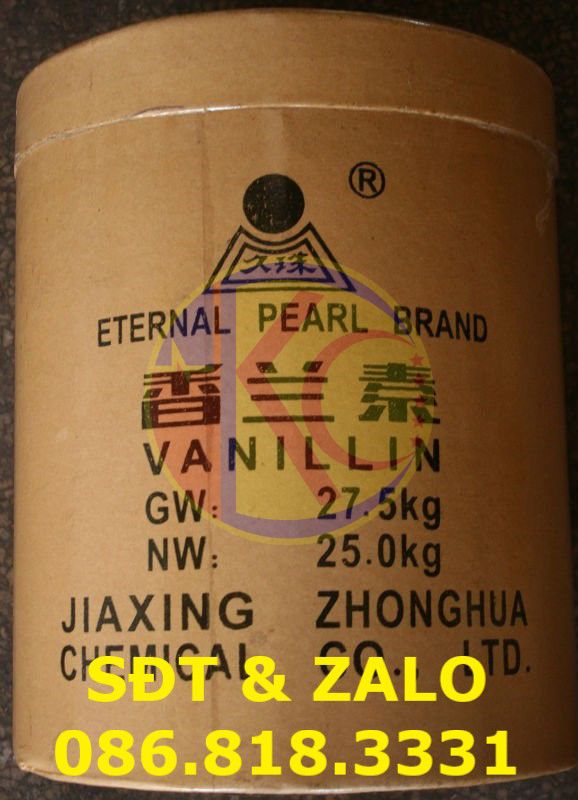 ®
久珠
ETERNAL PEARL BRAND
香兰素
VANILLIN
GW: 27.5kg
NW: 25.0kg
JIAXING ZHONGHUA
CHEMICAL CO., LTD.
SĐT & ZALO
086.818.3331